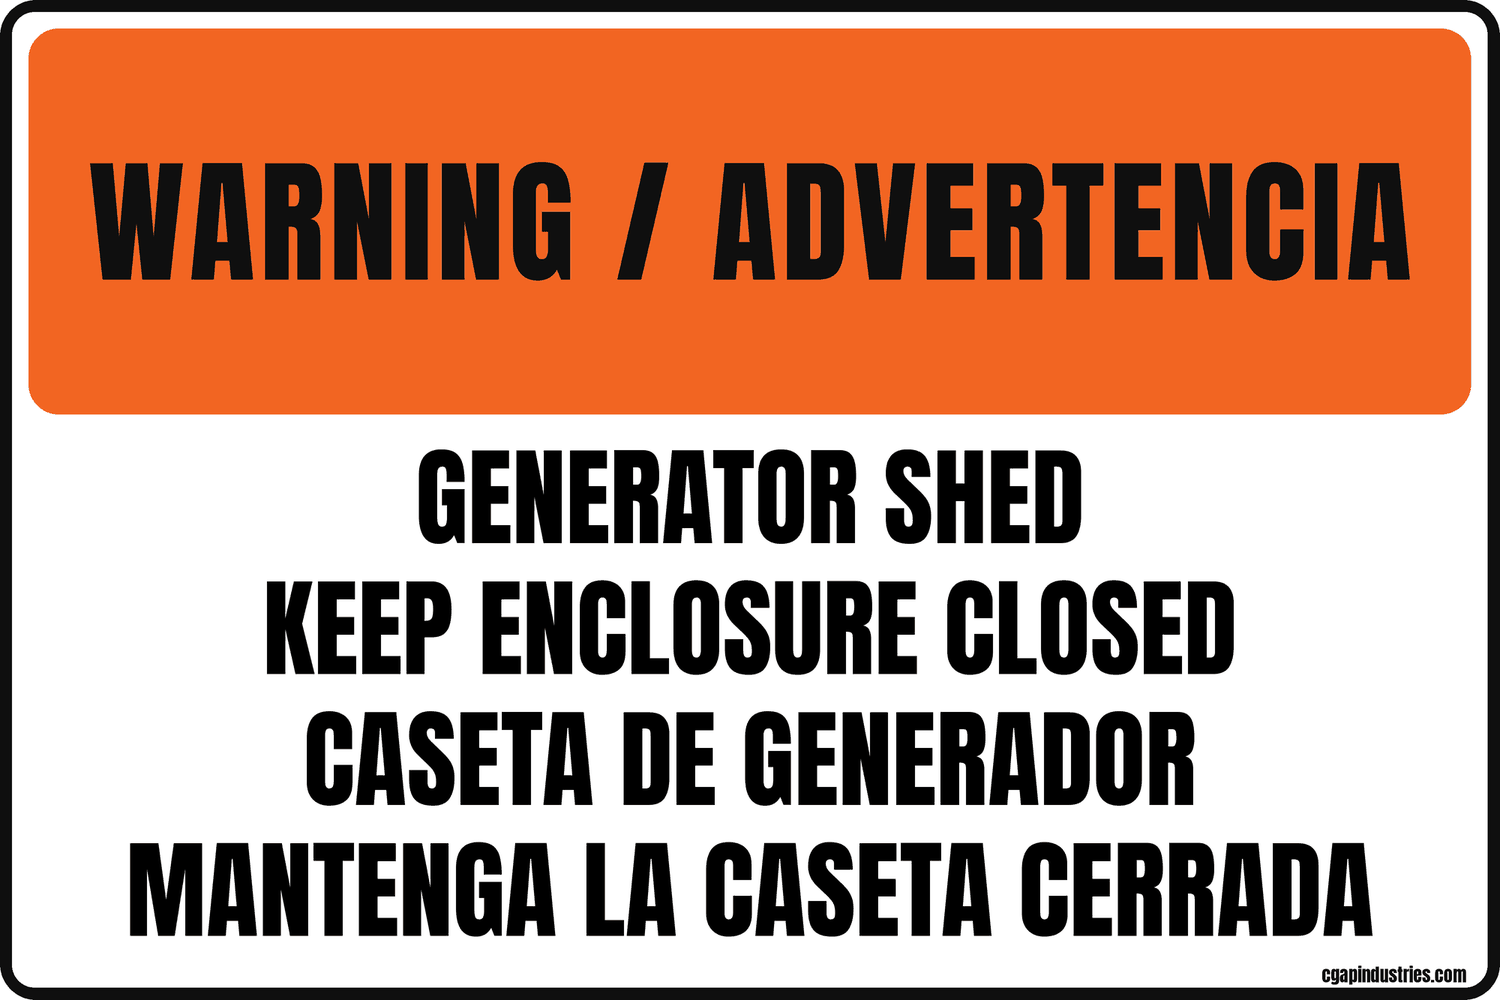 WARNING / ADVERTENCIA
GENERATOR SHED
KEEP ENCLOSURE CLOSED
CASETA DE GENERADOR
MANTENGA LA CASETA CERRADA
cgapindustries.com